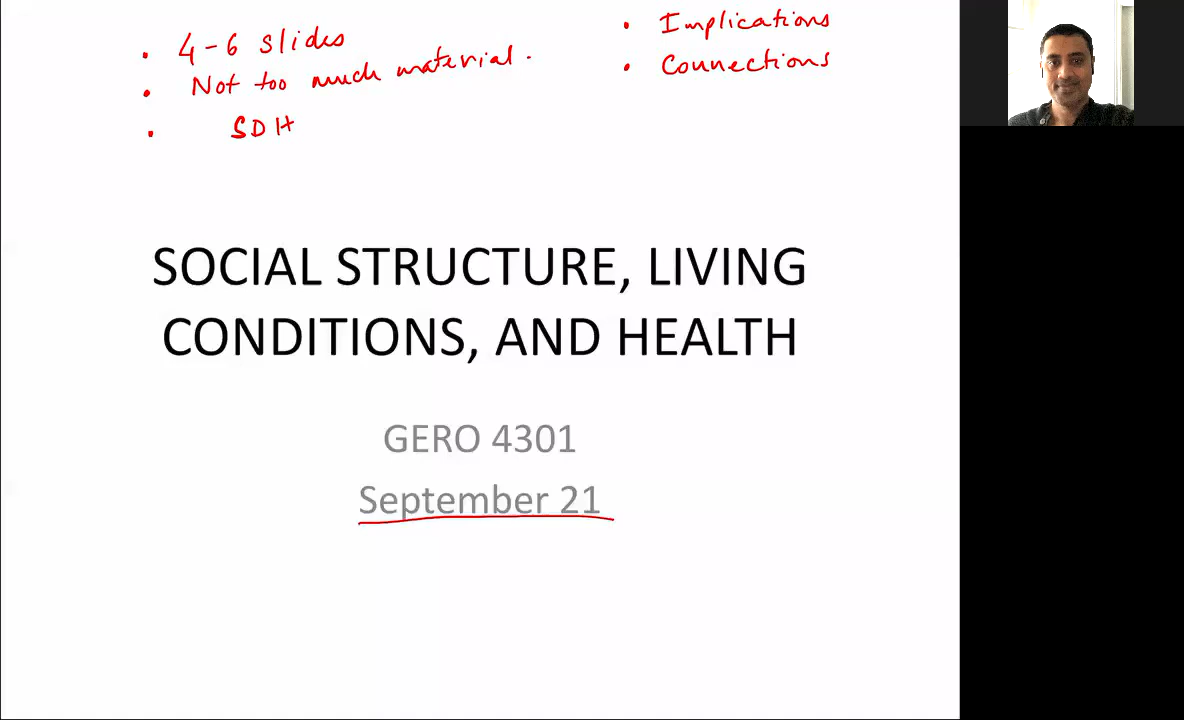 • 4-6 slides
• Not too much material.
• SDH
• Implications
• Connections
SOCIAL STRUCTURE, LIVING
CONDITIONS, AND HEALTH
GERO 4301
September 21